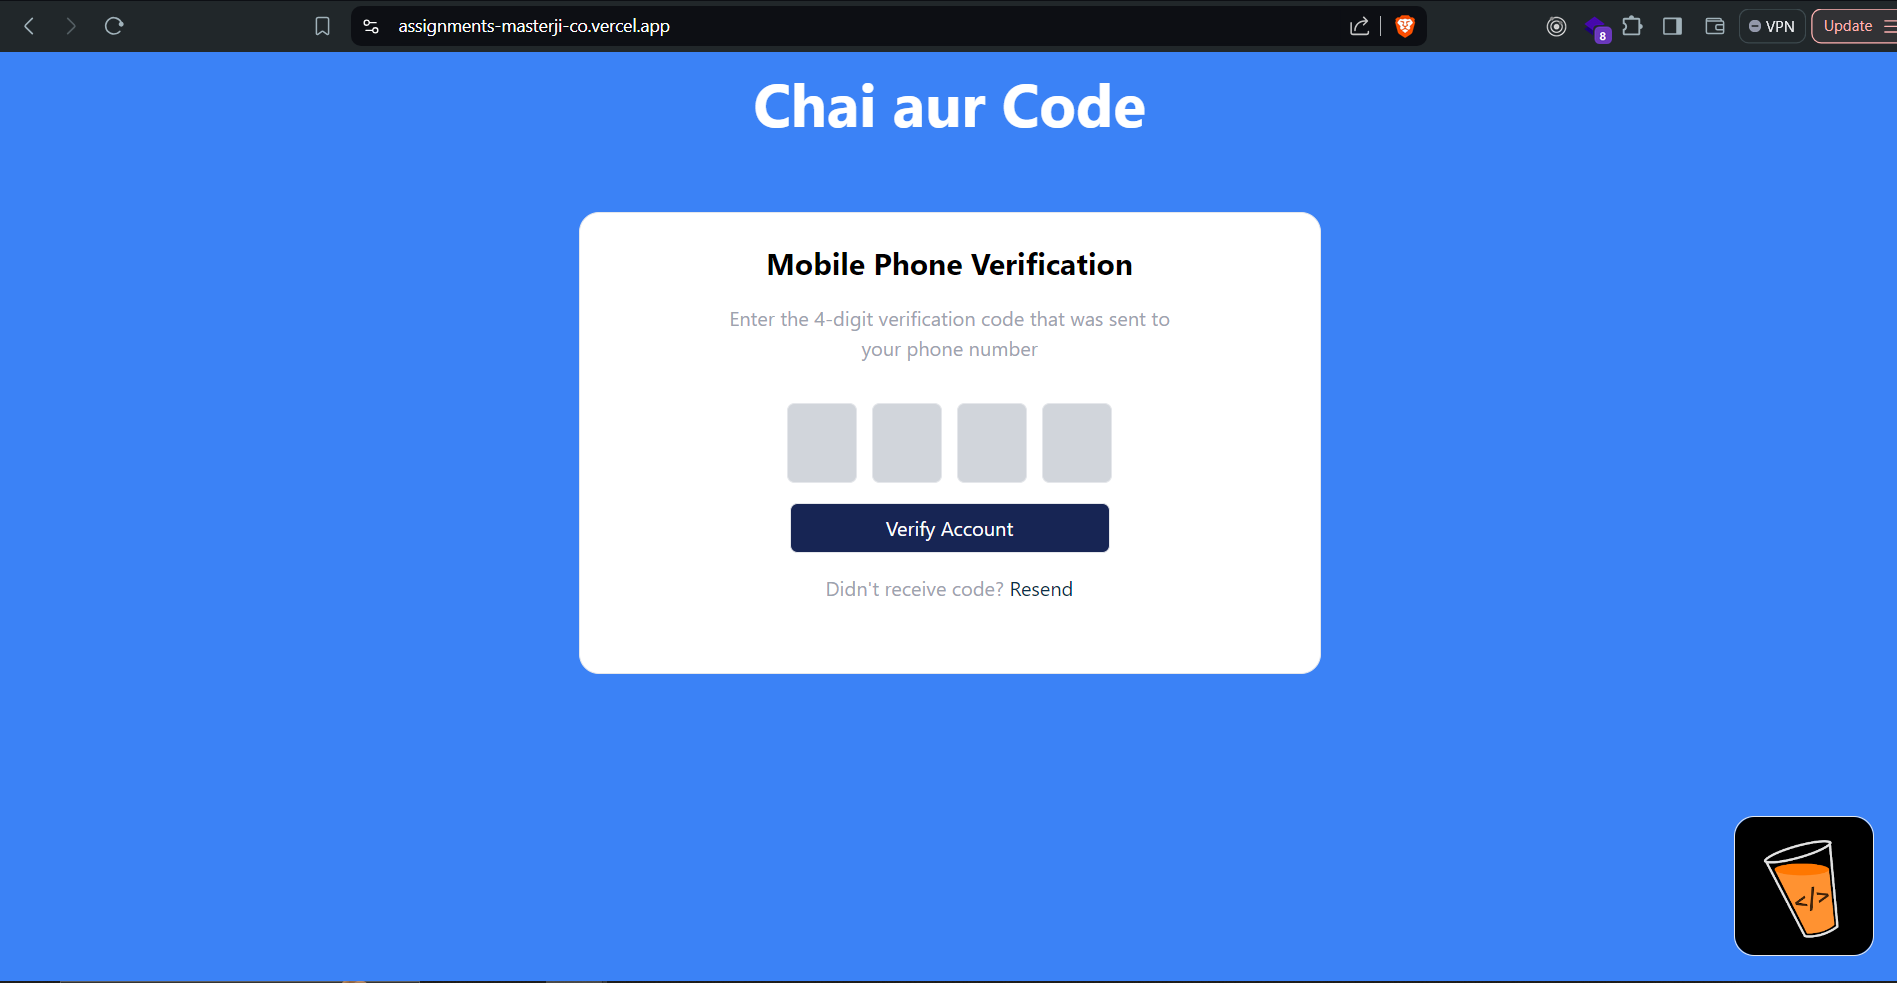 assignments-masterji-co.vercel.app
8
VPN
Update
Chai aur Code
Mobile Phone Verification
Enter the 4-digit verification code that was sent to
your phone number
Verify Account
Didn't receive code? Resend
</>